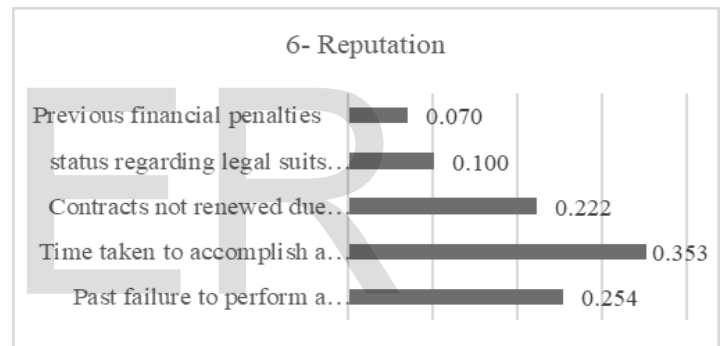 6- Reputation
Previous financial penalties 0.070
status regarding legal suits… 0.100
Contracts not renewed due… 0.222
Time taken to accomplish a… 0.353
Past failure to perform a… 0.254
ER